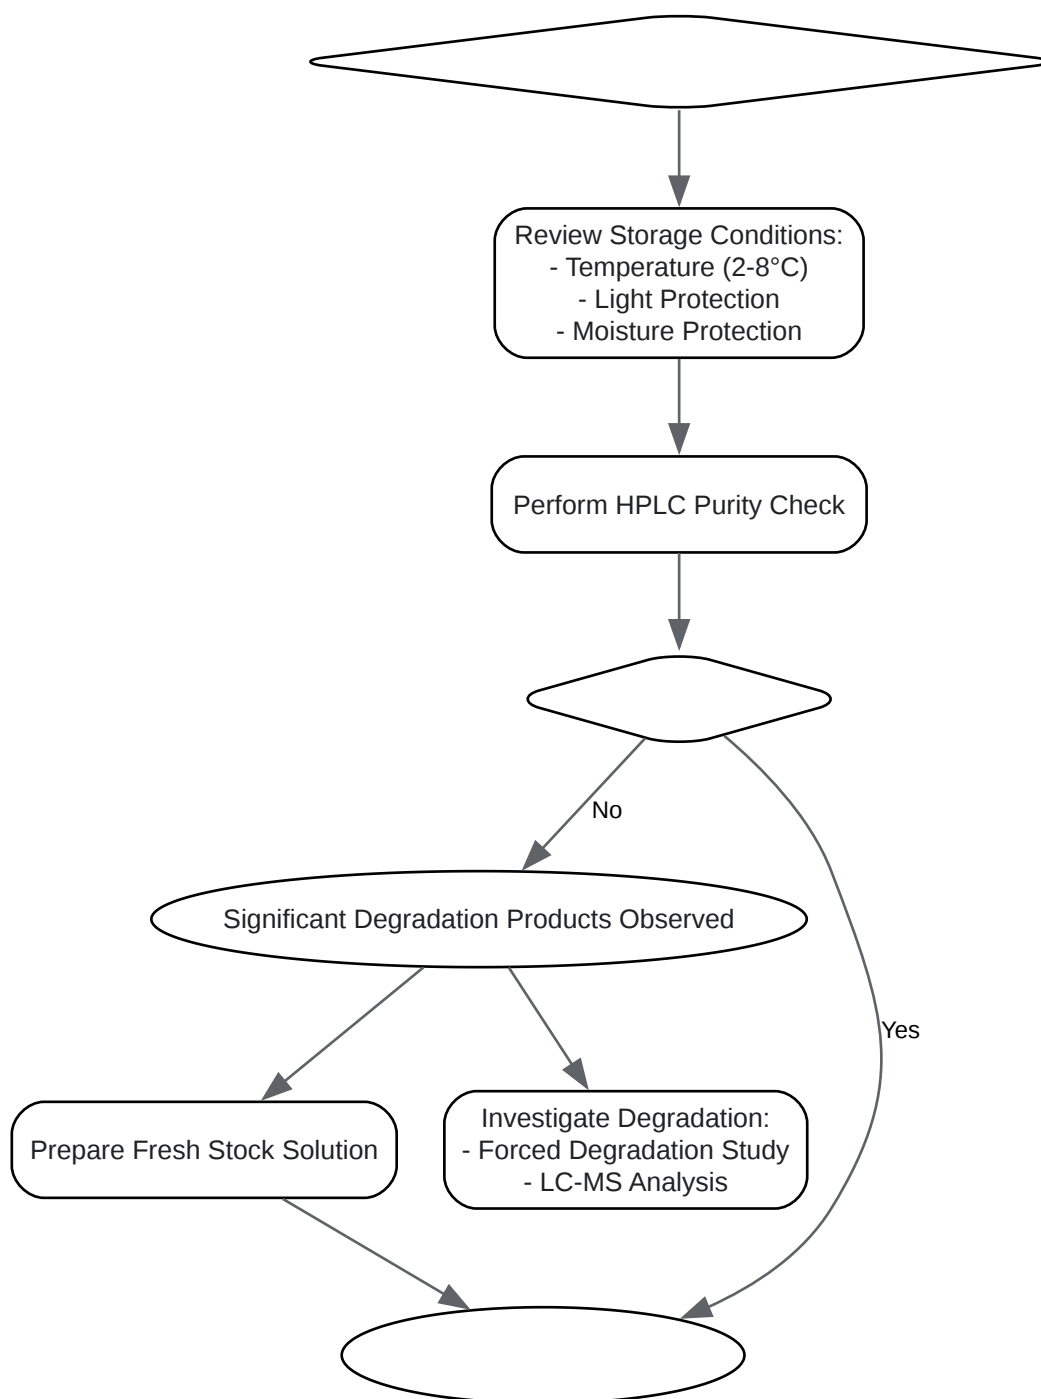 Review Storage Conditions:
- Temperature (2-8°C)
- Light Protection
- Moisture Protection
Perform HPLC Purity Check
No
Significant Degradation Products Observed
Yes
Prepare Fresh Stock Solution
Investigate Degradation:
- Forced Degradation Study
- LC-MS Analysis